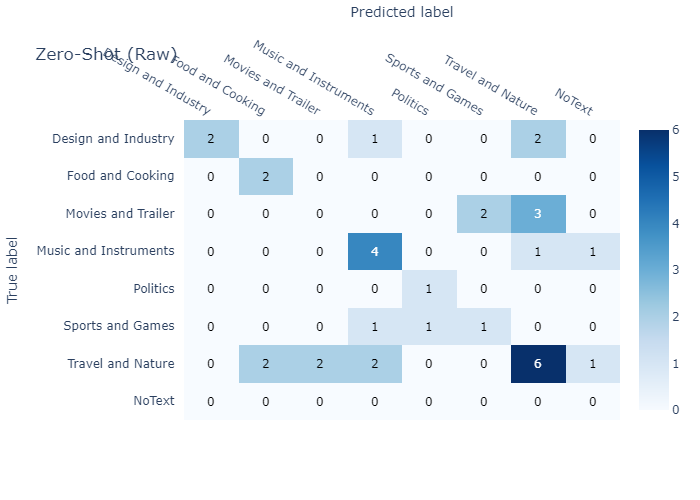 Predicted label
Zero-Shot (Raw)
Design and Industry
Food and Cooking
Movies and Trailer
Music and Instruments
Politics
Sports and Games
Travel and Nature
NoText
True label
Design and Industry 2 0 0 1 0 0 2 0
Food and Cooking 0 2 0 0 0 0 0 0
Movies and Trailer 0 0 0 0 0 2 3 0
Music and Instruments 0 0 0 4 0 0 1 1
Politics 0 0 0 0 1 0 0 0
Sports and Games 0 0 0 1 1 1 0 0
Travel and Nature 0 2 2 2 0 0 6 1
NoText 0 0 0 0 0 0 0 0
6
5
4
3
2
1
0